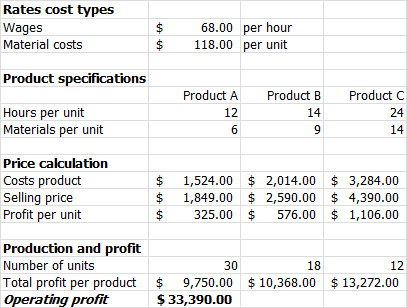 Rates cost types
Wages $ 68.00 per hour
Material costs $ 118.00 per unit
Product specifications
Product A Product B Product C
Hours per unit 12 14 24
Materials per unit 6 9 14
Price calculation
Costs product $ 1,524.00 $ 2,014.00 $ 3,284.00
Selling price $ 1,849.00 $ 2,590.00 $ 4,390.00
Profit per unit $ 325.00 $ 576.00 $ 1,106.00
Production and profit
Number of units 30 18 12
Total profit per product $ 9,750.00 $ 10,368.00 $ 13,272.00
Operating profit $ 33,390.00